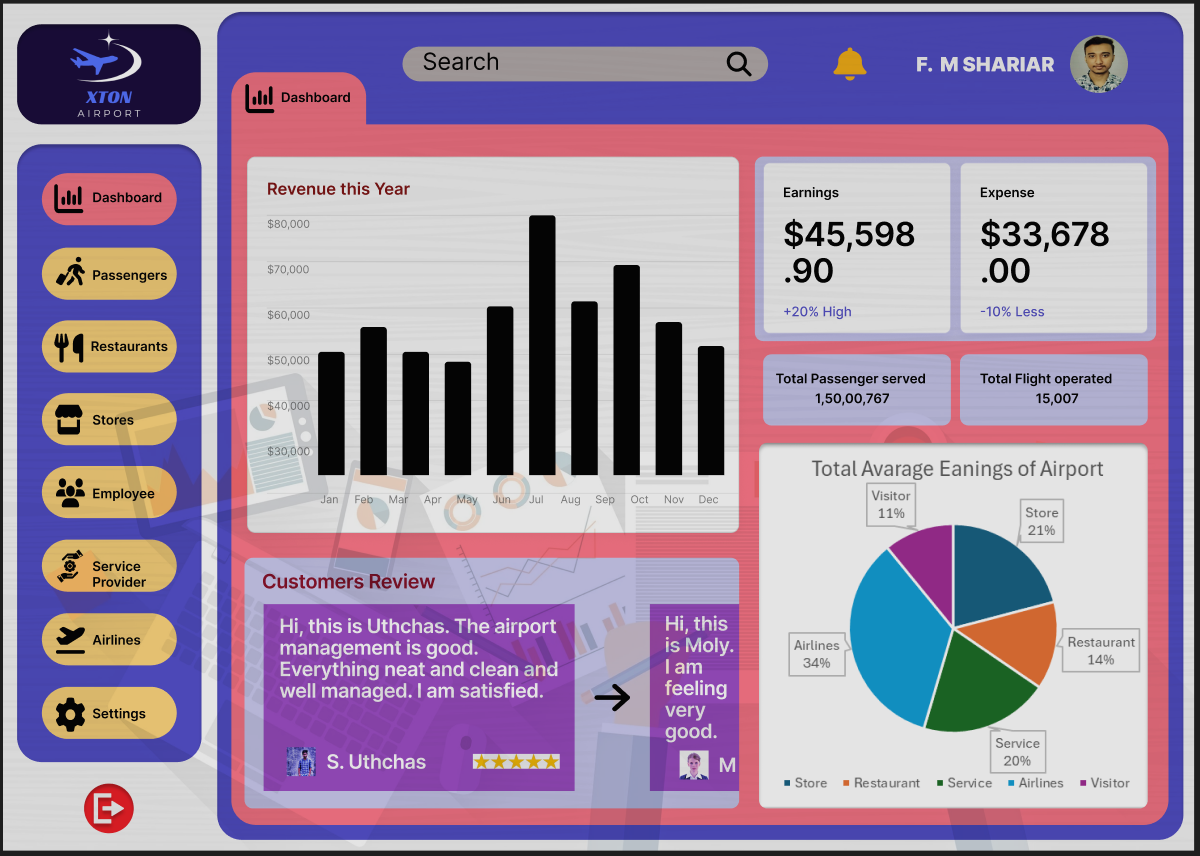 XTON
AIRPORT
Search
F. M SHARIAR
Dashboard
Dashboard
Passengers
Restaurants
Stores
Employee
Service
Provider
Airlines
Settings
Revenue this Year
$80,000
$70,000
$60,000
$50,000
$40,000
$30,000
Jan Feb Mar Apr May Jun Jul Aug Sep Oct Nov Dec
Earnings
$45,598
.90
+20% High
Expense
$33,678
.00
-10% Less
Total Passenger served
1,50,00,767
Total Flight operated
15,007
Customers Review
Hi, this is Uthchas. The airport
management is good.
Everything neat and clean and
well managed. I am satisfied.
S. Uthchas
Hi, this
is Moly.
I am
feeling
very
good.
M
Total Avarage Eanings of Airport
Visitor
11%
Store
21%
Airlines
34%
Restaurant
14%
Service
20%
Store Restaurant Service Airlines Visitor